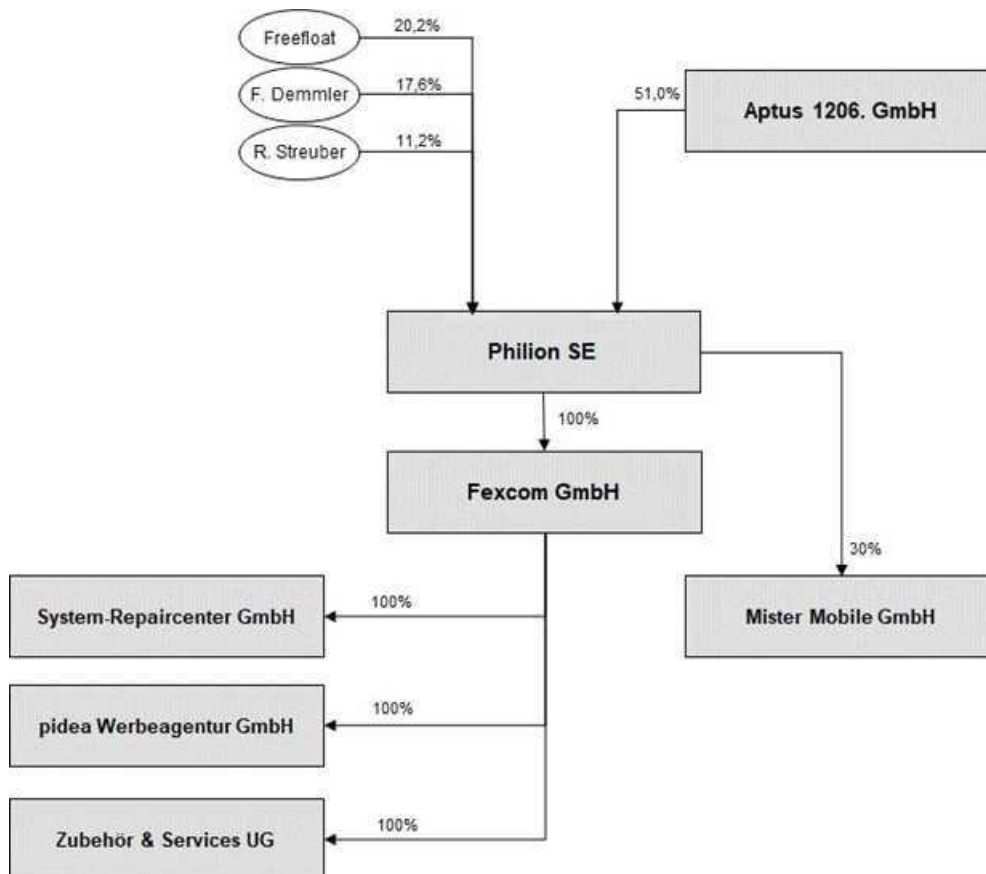 Freefloat
20,2%
F. Demmler
17,6%
51,0%
Aptus 1206. GmbH
R. Streuber
11,2%
Philion SE
100%
Fexcom GmbH
30%
System-Repaircenter GmbH
100%
Mister Mobile GmbH
pidea Werbeagentur GmbH
100%
Zubehör & Services UG
100%